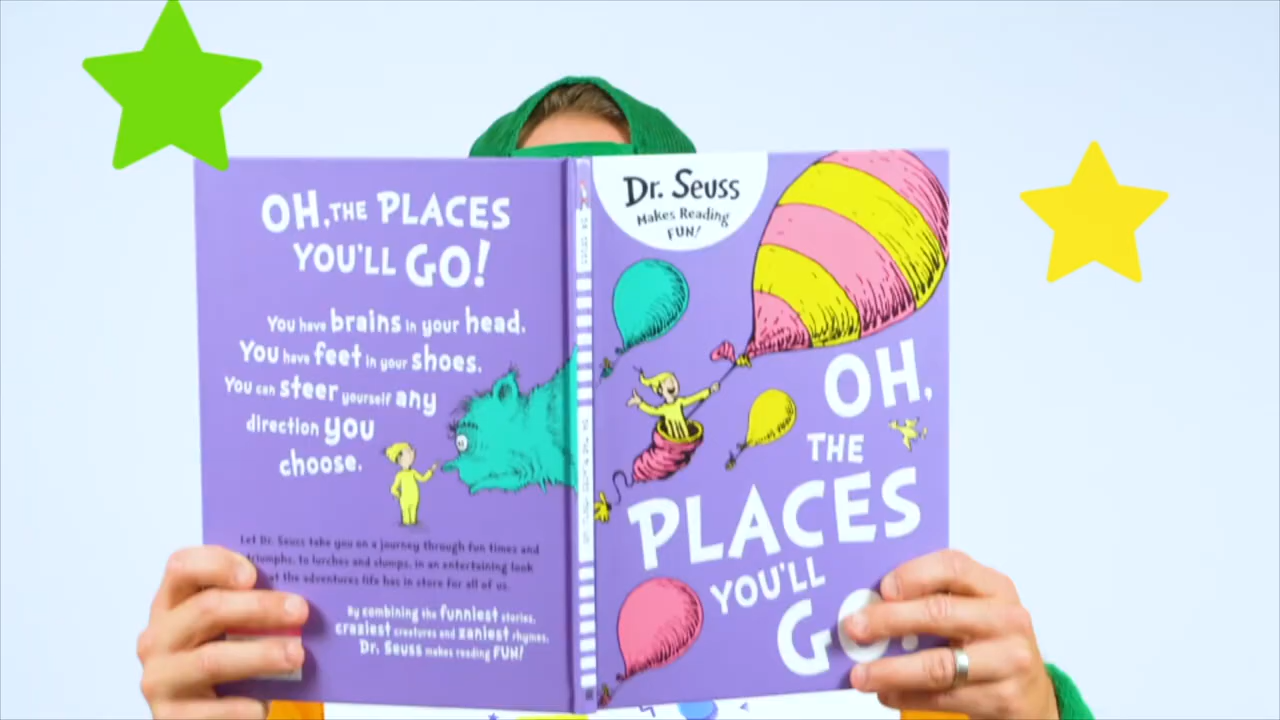 OH, THE PLACES
YOU'LL GO!
You have brains in your head.
You have feet in your shoes.
You can steer yourself any
direction you
choose.
Let Dr. Seuss take you on a journey through fun times and
triumphs, to lurches and slumps, in an entertaining look
at the adventures life has in store for all of us.
By combining the funniest stories,
craziest creatures and zaniest rhymes,
Dr. Seuss makes reading FUN!
Dr. Seuss
Makes Reading
FUN!
OH,
THE
PLACES
YOU'LL
GO!